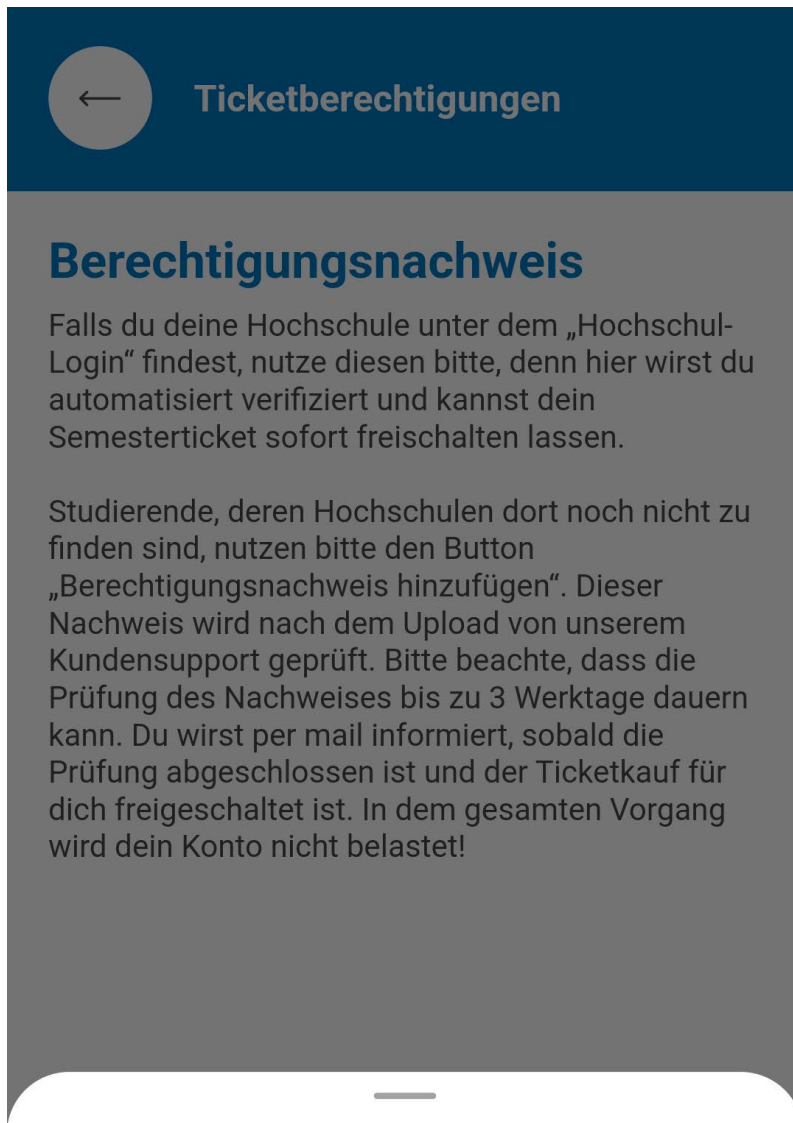 Ticketberechtigungen
Berechtigungsnachweis
Falls du deine Hochschule unter dem „Hochschul-
Login“ findest, nutze diesen bitte, denn hier wirst du
automatisiert verifiziert und kannst dein
Semesterticket sofort freischalten lassen.
Studierende, deren Hochschulen dort noch nicht zu
finden sind, nutzen bitte den Button
„Berechtigungsnachweis hinzufügen“. Dieser
Nachweis wird nach dem Upload von unserem
Kundensupport geprüft. Bitte beachte, dass die
Prüfung des Nachweises bis zu 3 Werktage dauern
kann. Du wirst per mail informiert, sobald die
Prüfung abgeschlossen ist und der Ticketkauf für
dich freigeschaltet ist. In dem gesamten Vorgang
wird dein Konto nicht belastet!